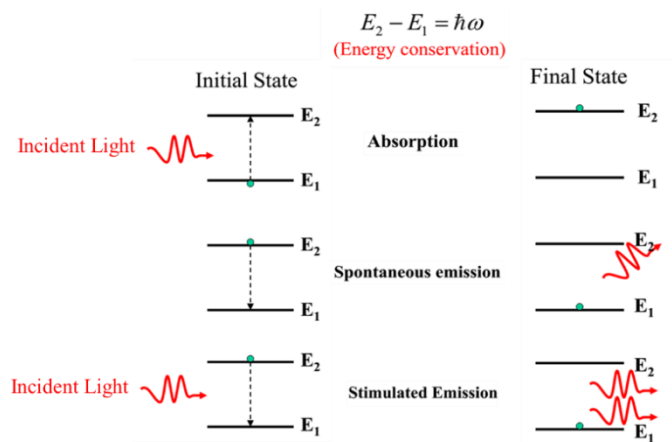 E₂ − E₁ = ħω
(Energy conservation)
Initial State
Final State
E₂
E₂
Incident Light
Absorption
E₁
E₁
E₂
E₂
Spontaneous emission
E₁
E₁
E₂
E₂
Incident Light
Stimulated Emission
E₁
E₁